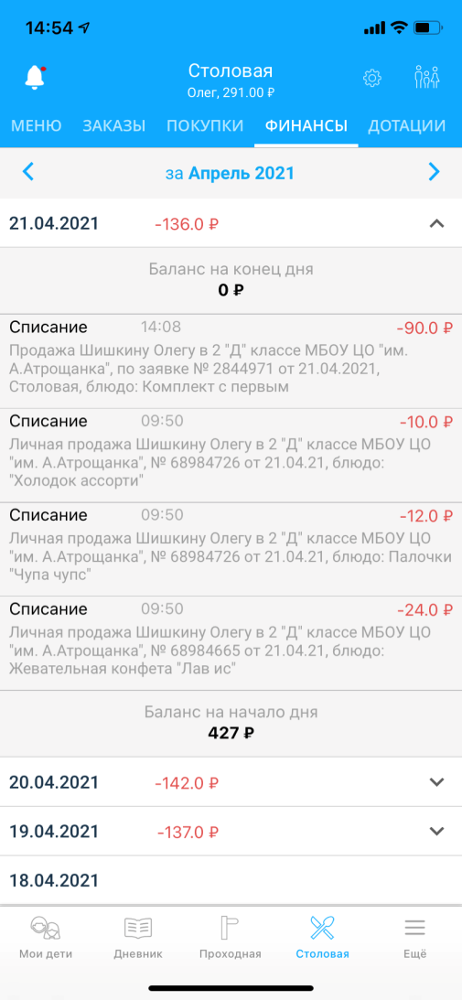 14:54
Столовая
Олег, 291.00 ₽
МЕНЮ ЗАКАЗЫ ПОКУПКИ ФИНАНСЫ ДОТАЦИИ
за Апрель 2021
21.04.2021 -136.0 ₽
Баланс на конец дня
0 ₽
Списание 14:08 -90.0 ₽
Продажа Шишкину Олегу в 2 "Д" классе МБОУ ЦО "им.
А.Атрощанка", по заявке № 2844971 от 21.04.2021,
Столовая, блюдо: Комплект с первым
Списание 09:50 -10.0 ₽
Личная продажа Шишкину Олегу в 2 "Д" классе МБОУ ЦО
"им. А.Атрощанка", № 68984726 от 21.04.21, блюдо:
"Холодок ассорти"
Списание 09:50 -12.0 ₽
Личная продажа Шишкину Олегу в 2 "Д" классе МБОУ ЦО
"им. А.Атрощанка", № 68984726 от 21.04.21, блюдо: Палочки
"Чупа чупс"
Списание 09:50 -24.0 ₽
Личная продажа Шишкину Олегу в 2 "Д" классе МБОУ ЦО
"им. А.Атрощанка", № 68984665 от 21.04.21, блюдо:
Жевательная конфета "Лав ис"
Баланс на начало дня
427 ₽
20.04.2021 -142.0 ₽
19.04.2021 -137.0 ₽
18.04.2021
Мои дети Дневник Проходная Столовая Ещё